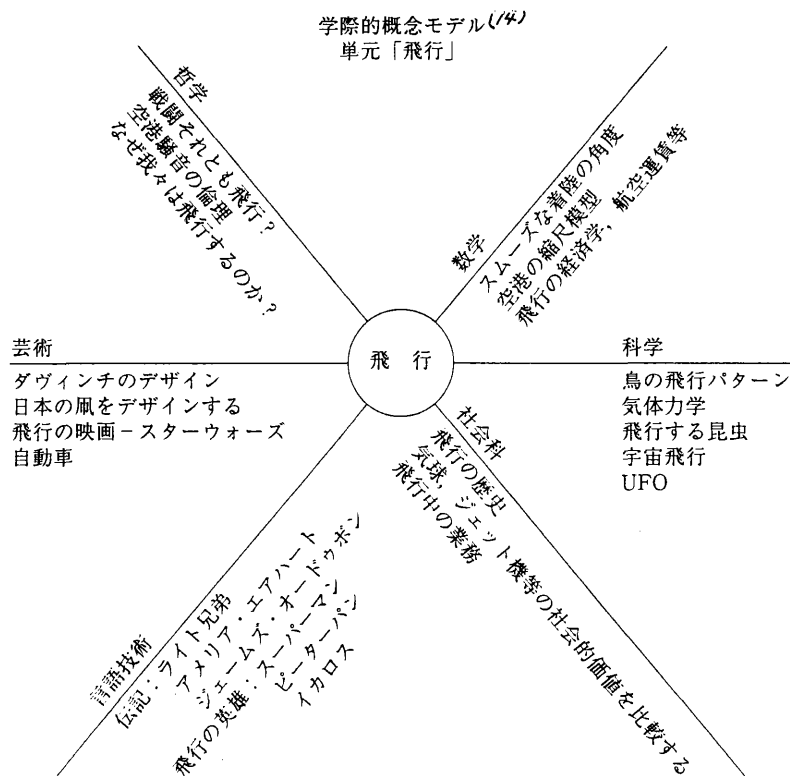 学際的概念モデル(14)
単元「飛行」
哲学
戦闘それとも飛行?
空港騒音の倫理
なぜ我々は飛行するのか?
数学
スムーズな着陸の角度
空港の縮尺模型
飛行の経済学，航空運賃等
飛 行
芸術
ダヴィンチのデザイン
日本の凧をデザインする
飛行の映画－スターウォーズ
自動車
科学
鳥の飛行パターン
気体力学
飛行する昆虫
宇宙飛行
UFO
言語技術
伝記：ライト兄弟
アメリア・エアハート
ジェームズ・オードゥボン
飛行の英雄：スーパーマン
ピーターパン
イカロス
社会科
飛行の歴史
気球，ジェット機等の社会的価値を比較する
飛行中の業務